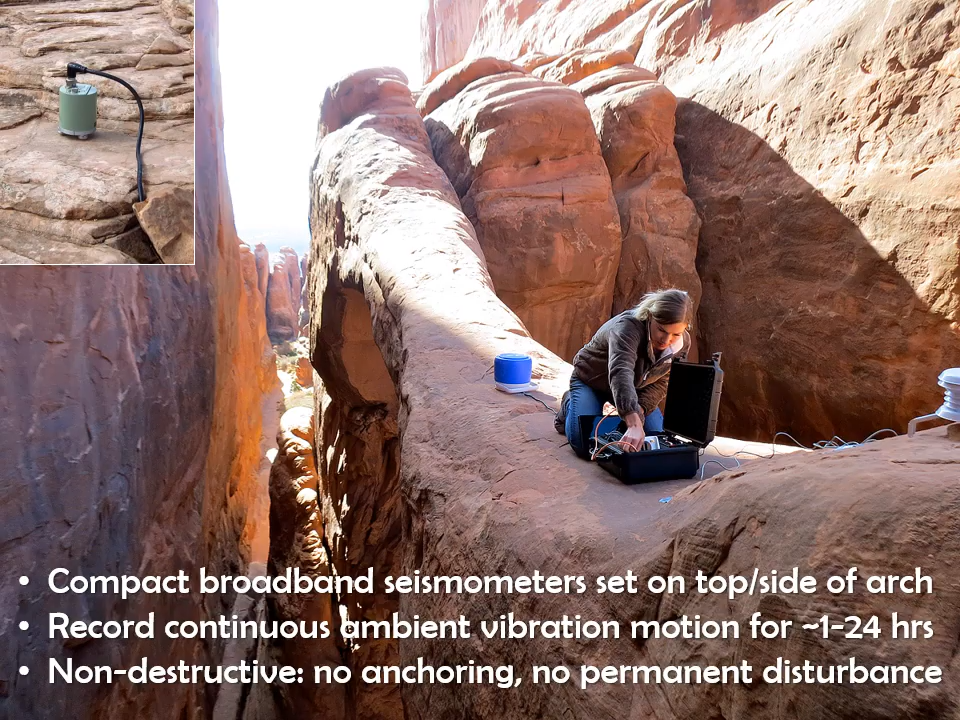 • Compact broadband seismometers set on top/side of arch
• Record continuous ambient vibration motion for ~1-24 hrs
• Non-destructive: no anchoring, no permanent disturbance